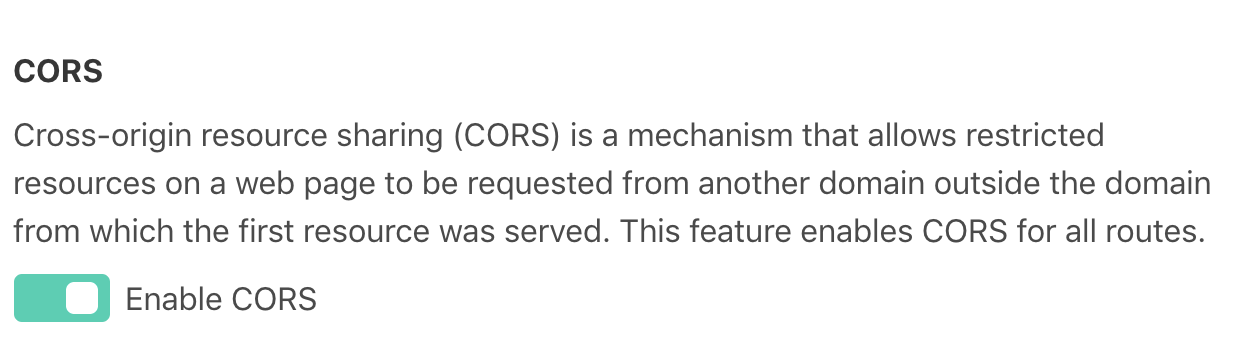 CORS
Cross-origin resource sharing (CORS) is a mechanism that allows restricted
resources on a web page to be requested from another domain outside the domain
from which the first resource was served. This feature enables CORS for all routes.
Enable CORS